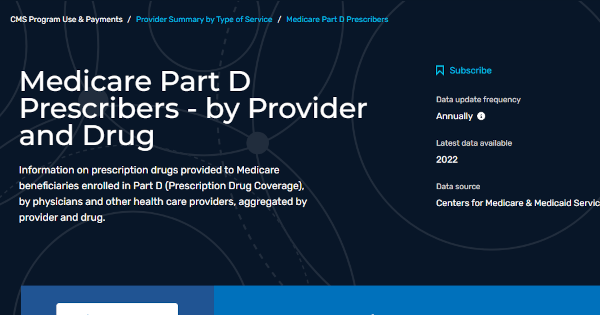 CMS Program Use & Payments / Provider Summary by Type of Service / Medicare Part D Prescribers
Medicare Part D
Prescribers - by Provider
and Drug
Information on prescription drugs provided to Medicare
beneficiaries enrolled in Part D (Prescription Drug Coverage),
by physicians and other health care providers, aggregated by
provider and drug.
Subscribe
Data update frequency
Annually
Latest data available
2022
Data source
Centers for Medicare & Medicaid Servic